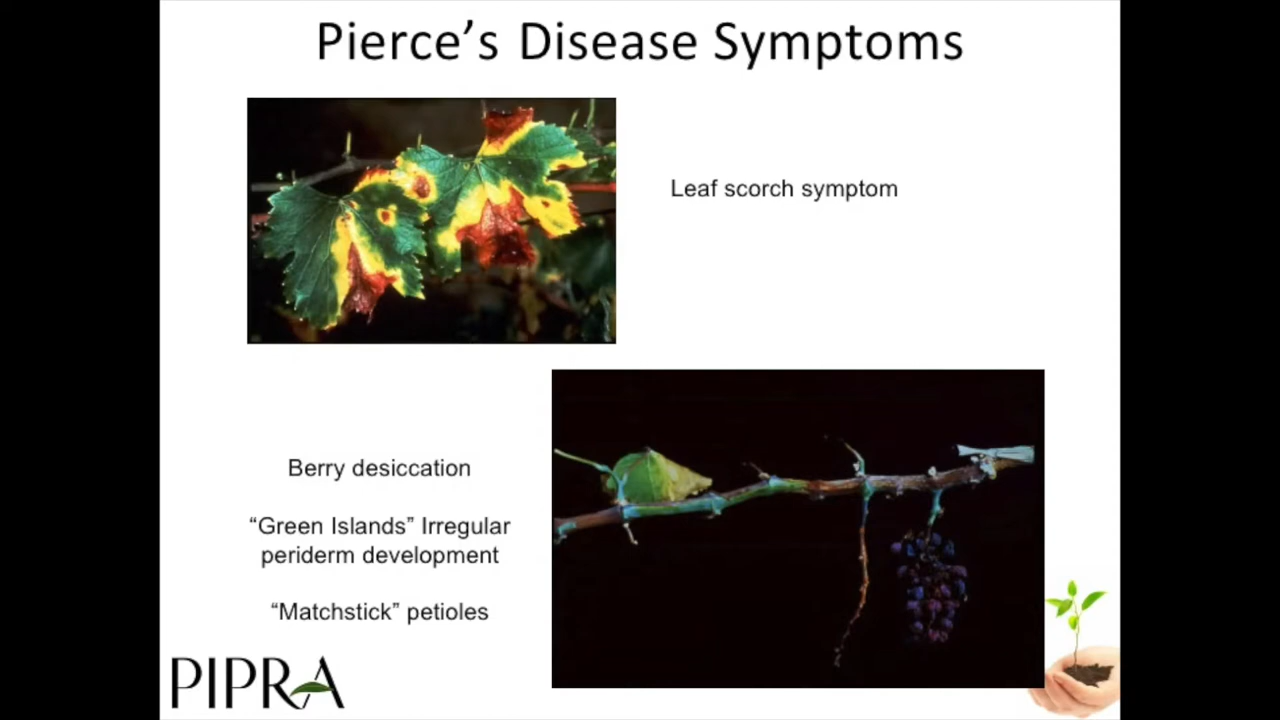 Pierce’s Disease Symptoms
Leaf scorch symptom
Berry desiccation
“Green Islands” Irregular
periderm development
“Matchstick” petioles
PIPRA